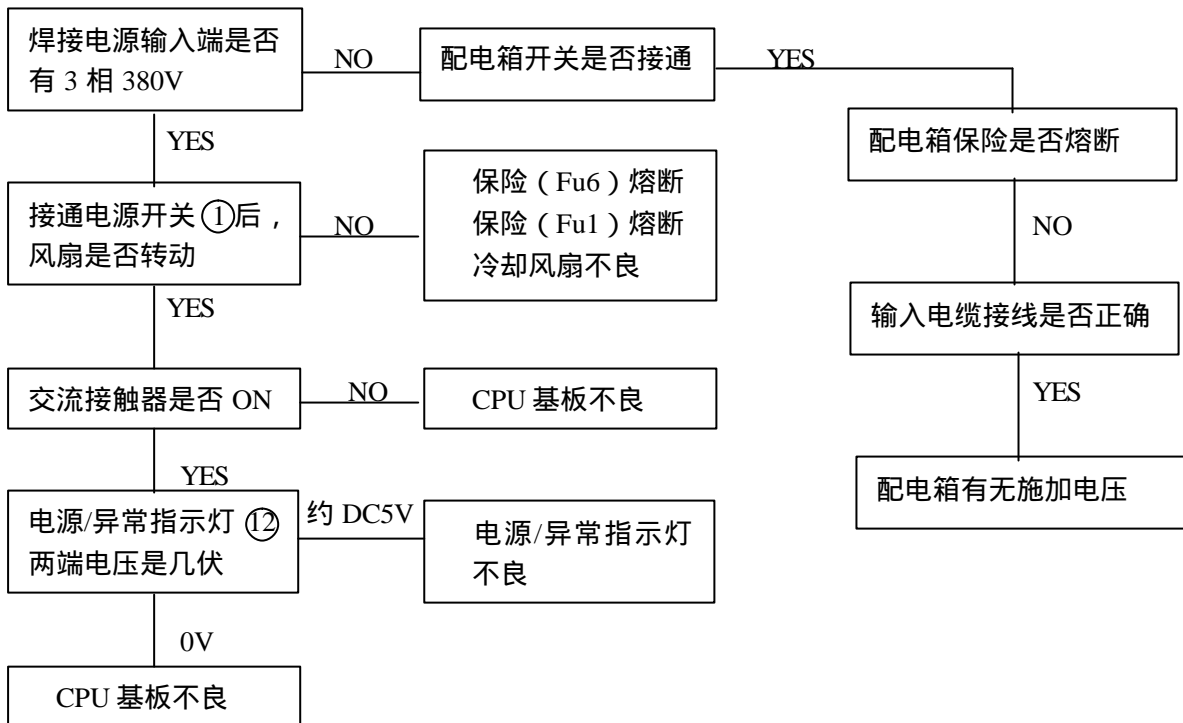 焊接电源输入端是否
有 3 相 380V
NO
配电箱开关是否接通
YES
YES
配电箱保险是否熔断
接通电源开关①后，
风扇是否转动
NO
保险（Fu6）熔断
保险（Fu1）熔断
冷却风扇不良
NO
YES
输入电缆接线是否正确
交流接触器是否 ON
NO
CPU 基板不良
YES
YES
配电箱有无施加电压
电源/异常指示灯 ⑫
两端电压是几伏
约 DC5V
电源/异常指示灯
不良
0V
CPU 基板不良